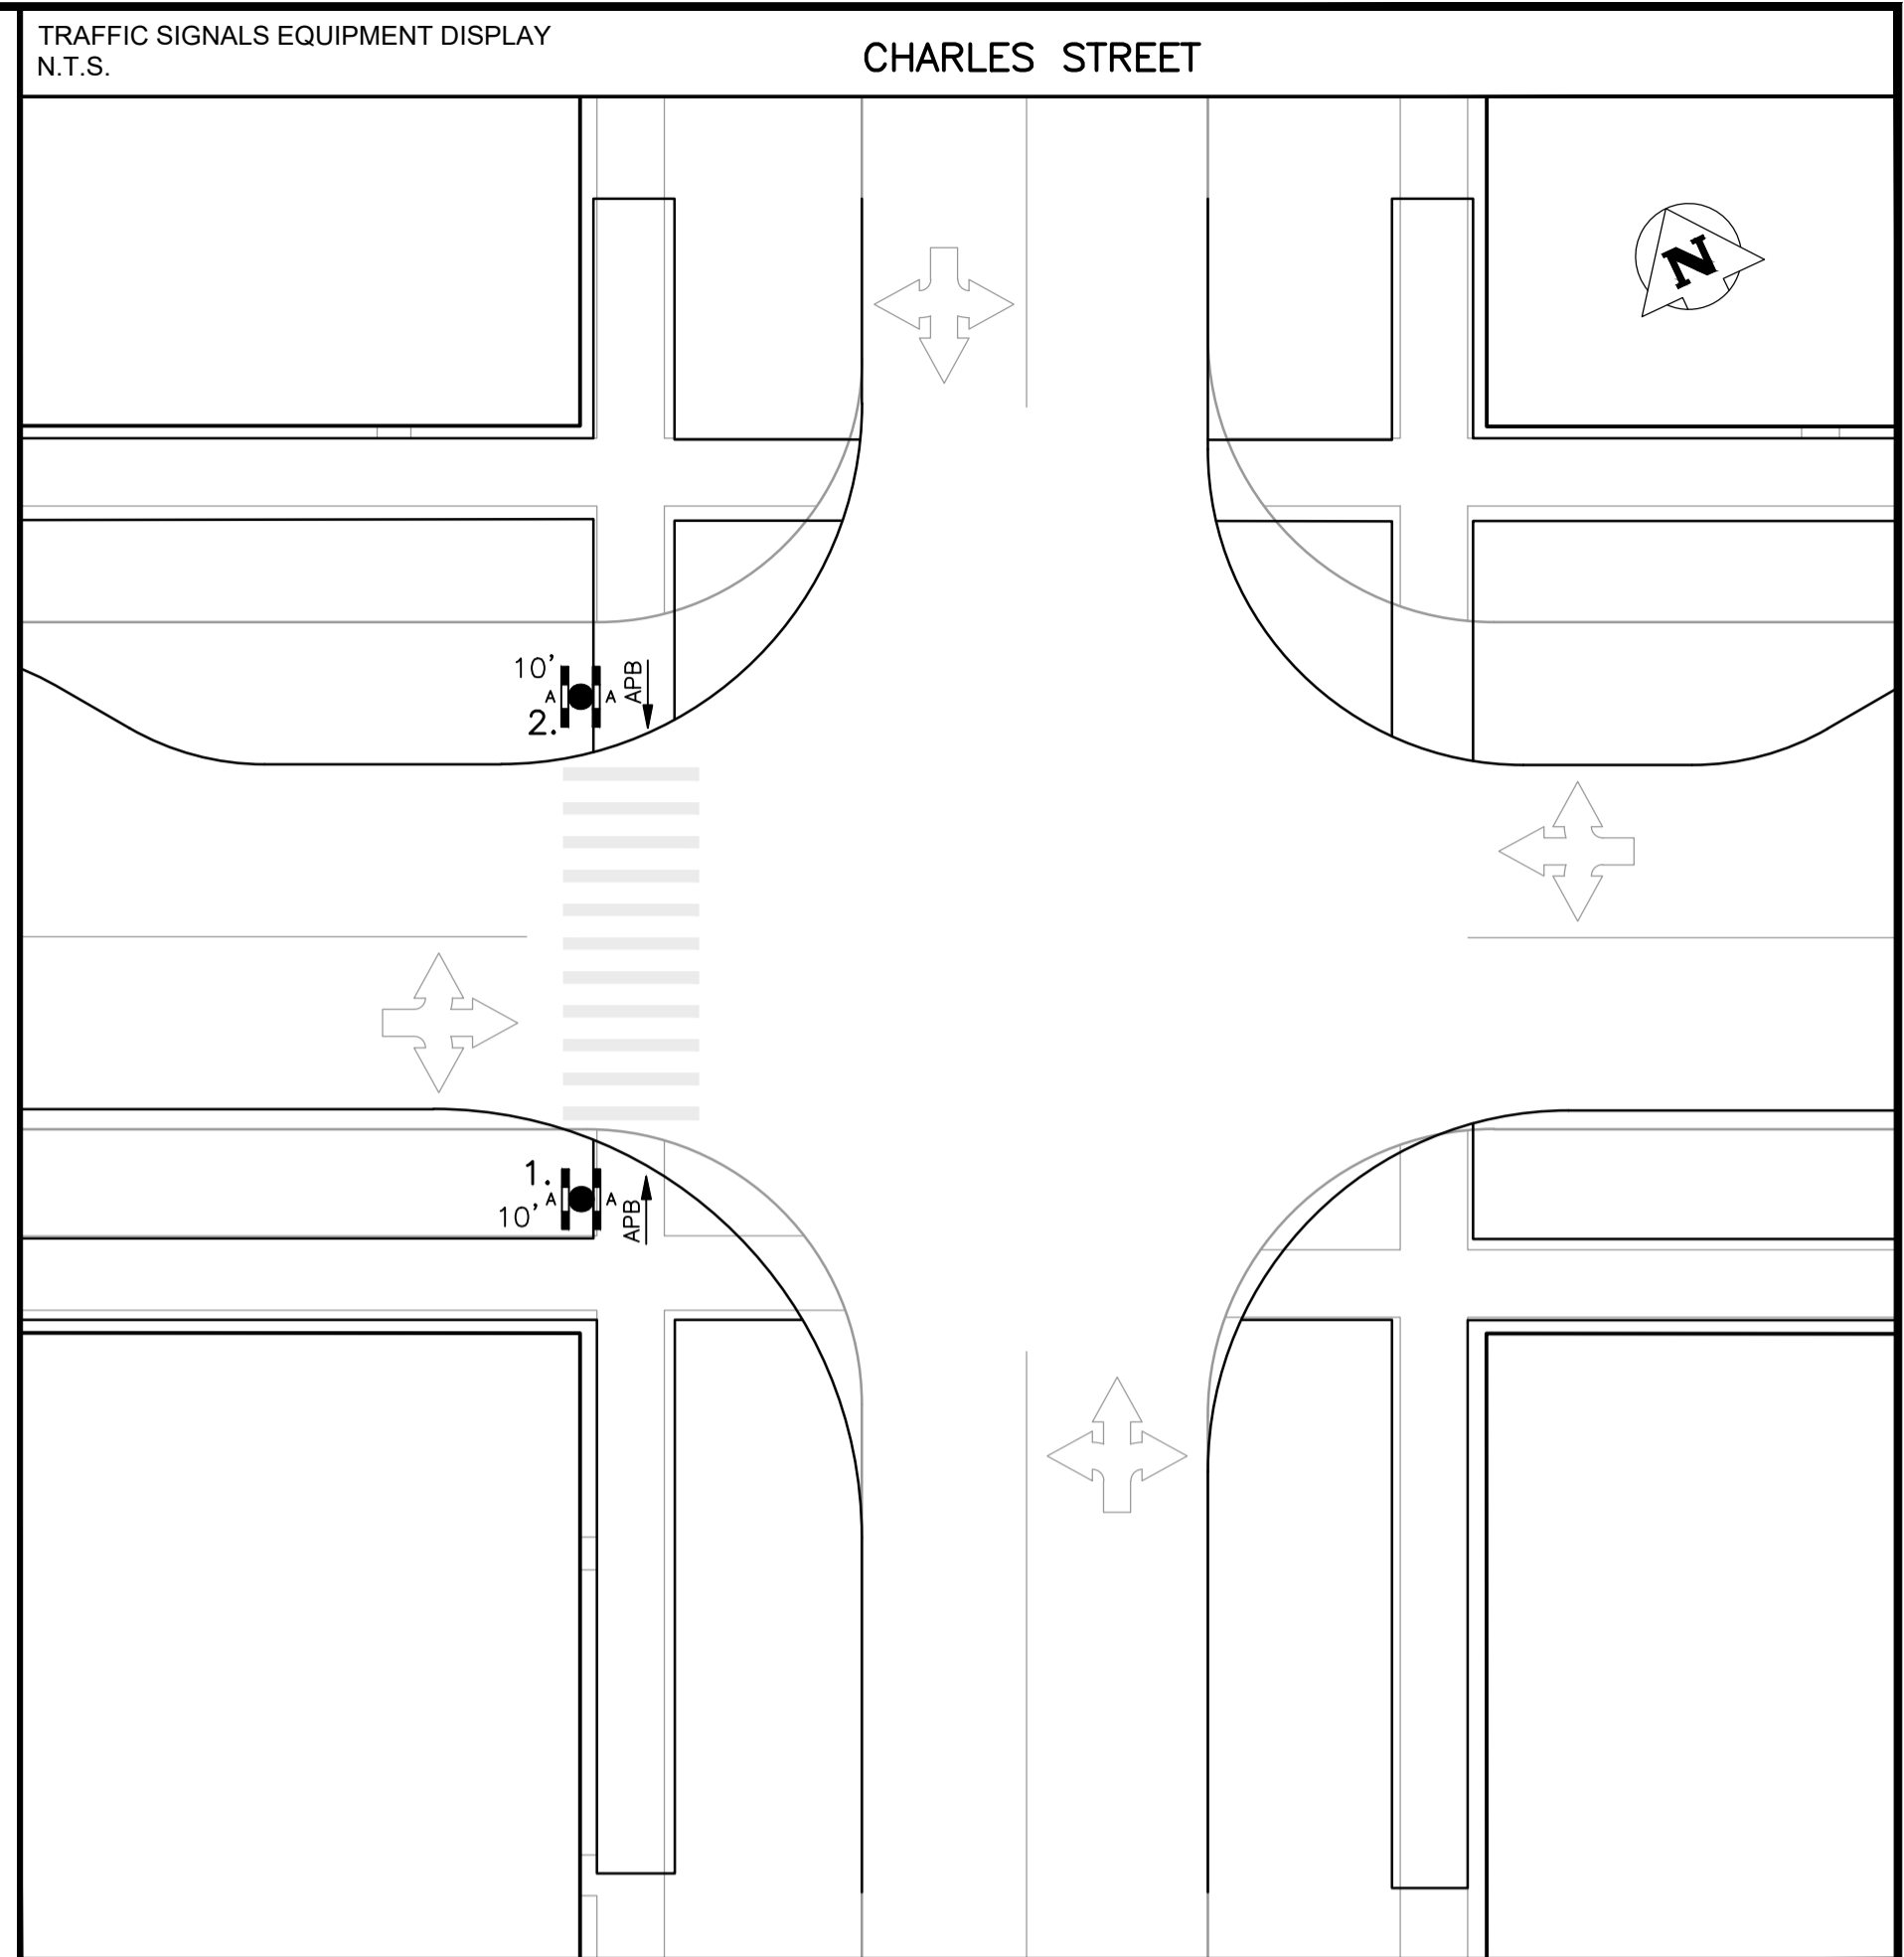 TRAFFIC SIGNALS EQUIPMENT DISPLAY
N.T.S.
CHARLES STREET
N
10’
A A
2.
APB
1.
A A
10’
APB